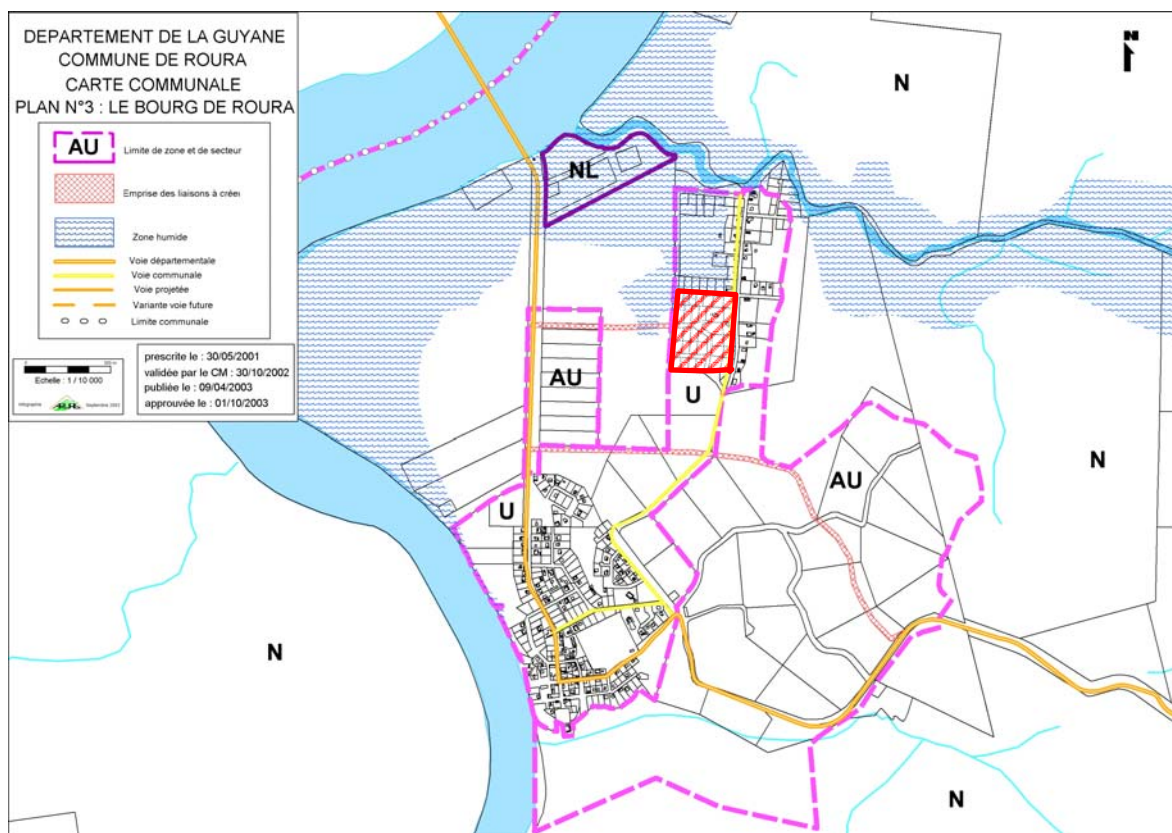 DEPARTEMENT DE LA GUYANE
COMMUNE DE ROURA
CARTE COMMUNALE
PLAN N°3 : LE BOURG DE ROURA
AU
Limite de zone et de secteur
Emprise des liaisons à créer
Zone humide
Voie départementale
Voie communale
Voie projetée
Variante voie future
Limite communale
Echelle : 1 / 10 000
Septembre
prescrite le : 30/05/2001
validée par le CM : 30/10/2002
publiée le : 09/04/2003
approuvée le : 01/10/2003
N
N
NL
AU
U
AU
N
U
N
N